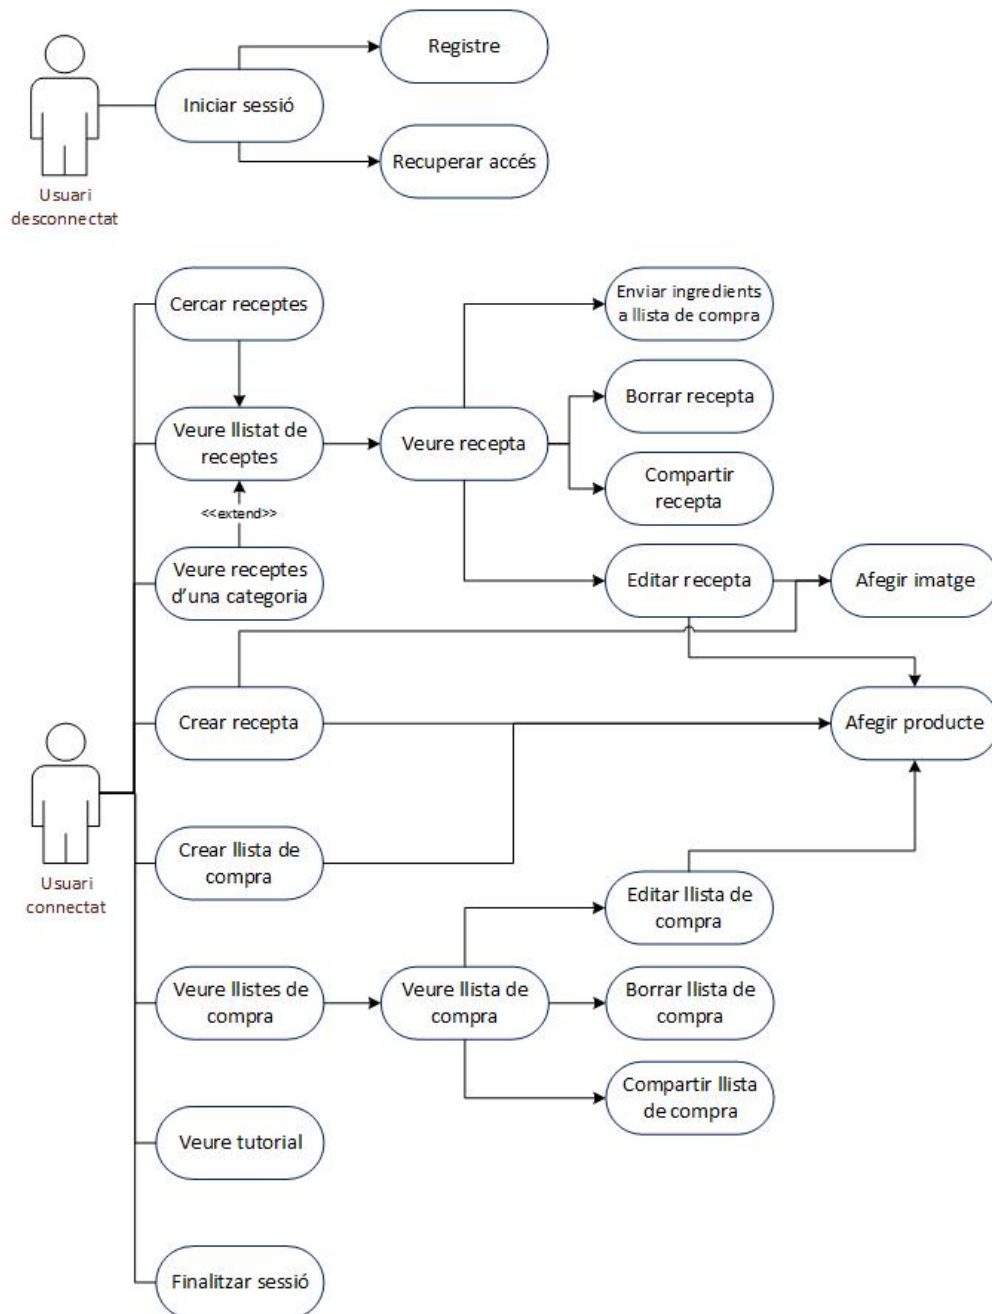 Registre
Iniciar sessió
Recuperar accés
Usuari
desconnectat
Cercar receptes
Enviar ingredients
a llista de compra
Borrar recepta
Veure llistat de
receptes
Veure recepta
Compartir
recepta
<<extend>>
Veure receptes
d'una categoria
Editar recepta
Afegir imatge
Crear recepta
Afegir producte
Usuari
connectat
Crear llista de
compra
Editar llista de
compra
Veure llistes de
compra
Veure llista de
compra
Borrar llista de
compra
Compartir llista
de compra
Veure tutorial
Finalitzar sessió